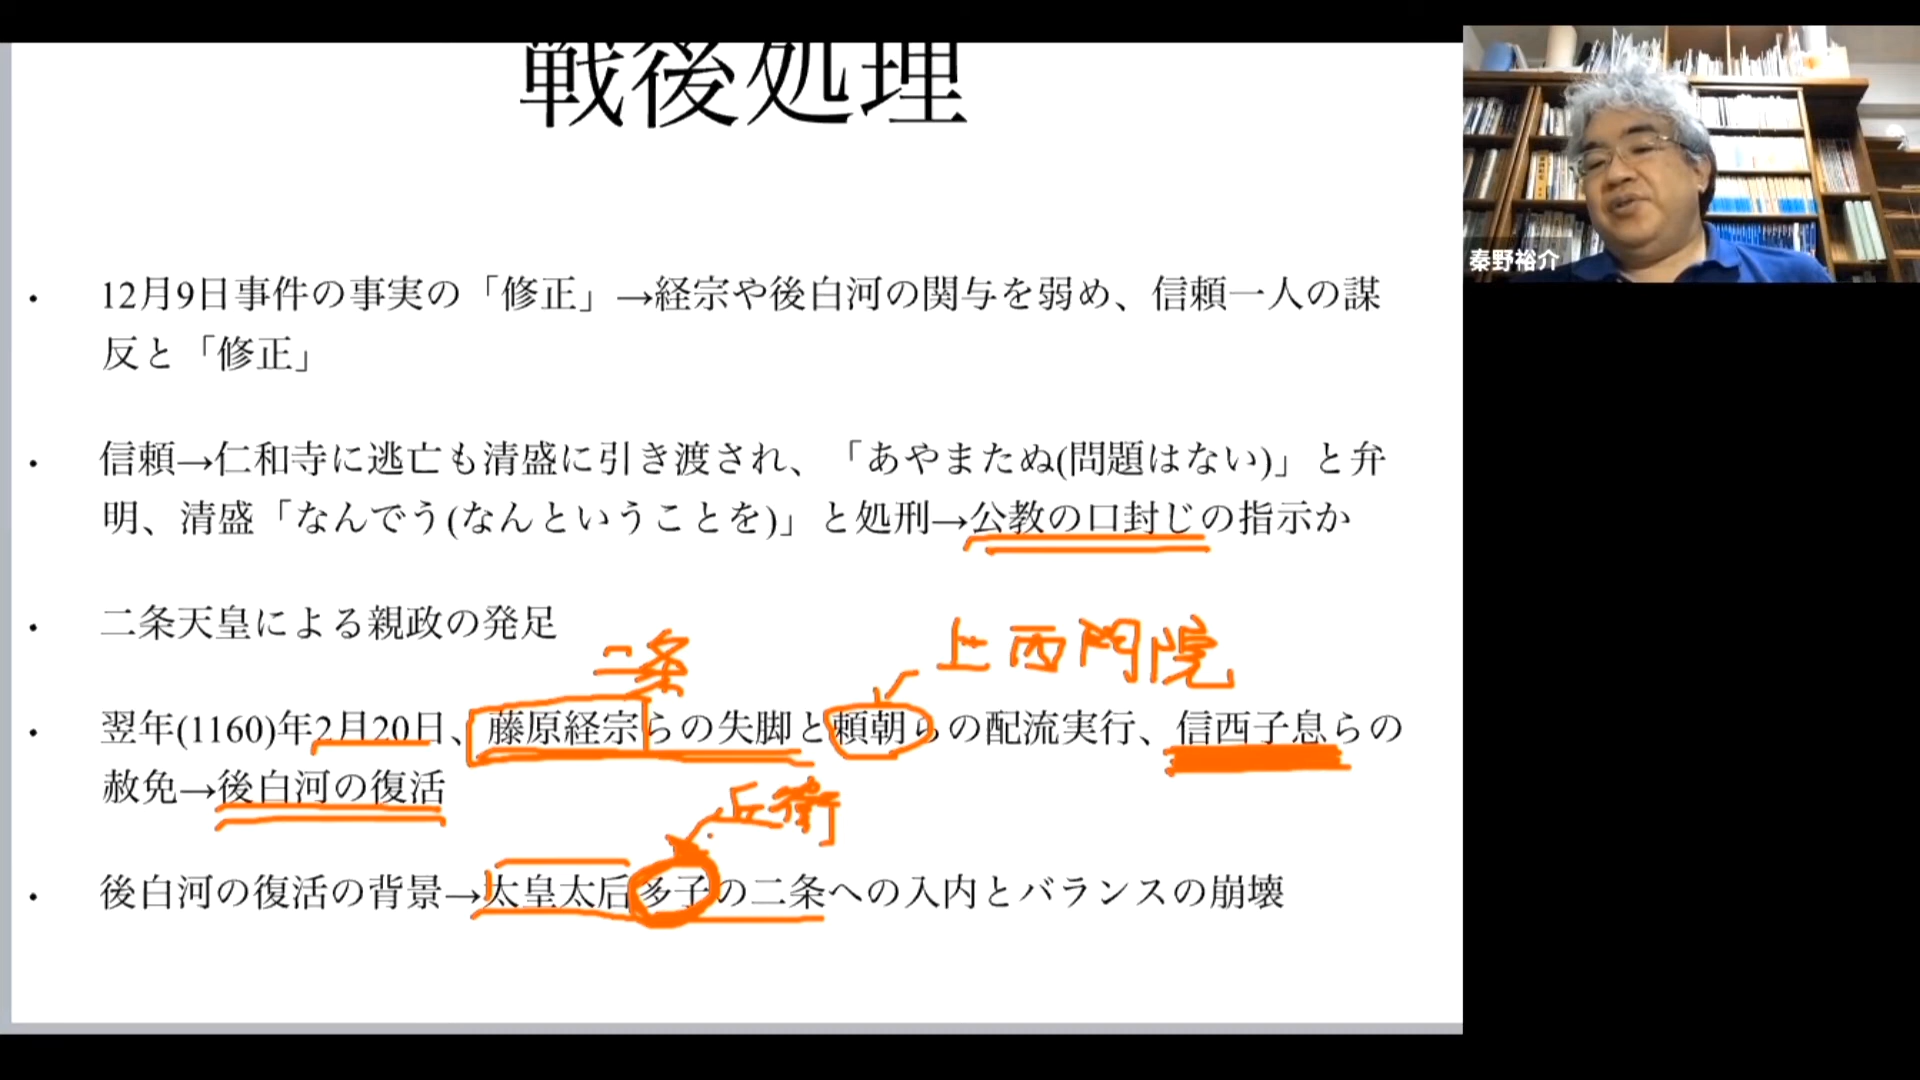 戦後処理
秦野裕介
・ 12月9日事件の事実の「修正」→経宗や後白河の関与を弱め、信頼一人の謀
反と「修正」
・ 信頼→仁和寺に逃亡も清盛に引き渡され、「あやまたぬ(問題はない)」と弁
明、清盛「なんでう(なんということを)」と処刑→公教の口封じの指示か
・ 二条天皇による親政の発足
二条
上西門院
・ 翌年(1160)年2月20日、藤原経宗らの失脚と頼朝らの配流実行、信西子息らの
赦免→後白河の復活
近衛
・ 後白河の復活の背景→太皇太后多子の二条への入内とバランスの崩壊